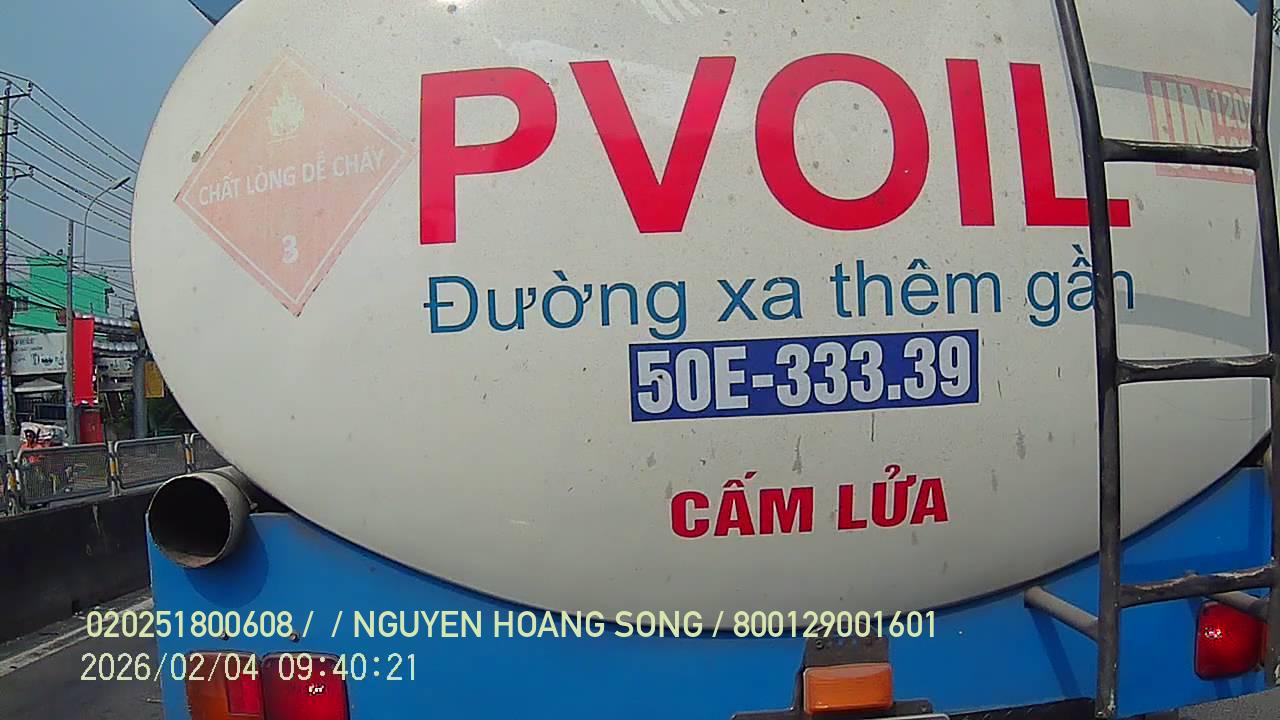 PVOIL
CHẤT LỎNG DỄ CHÁY
3
Đường xa thêm gần
50E-333.39
CẤM LỬA
020251800608 / / NGUYEN HOANG SONG / 800129001601
2026/02/04 09:40:21